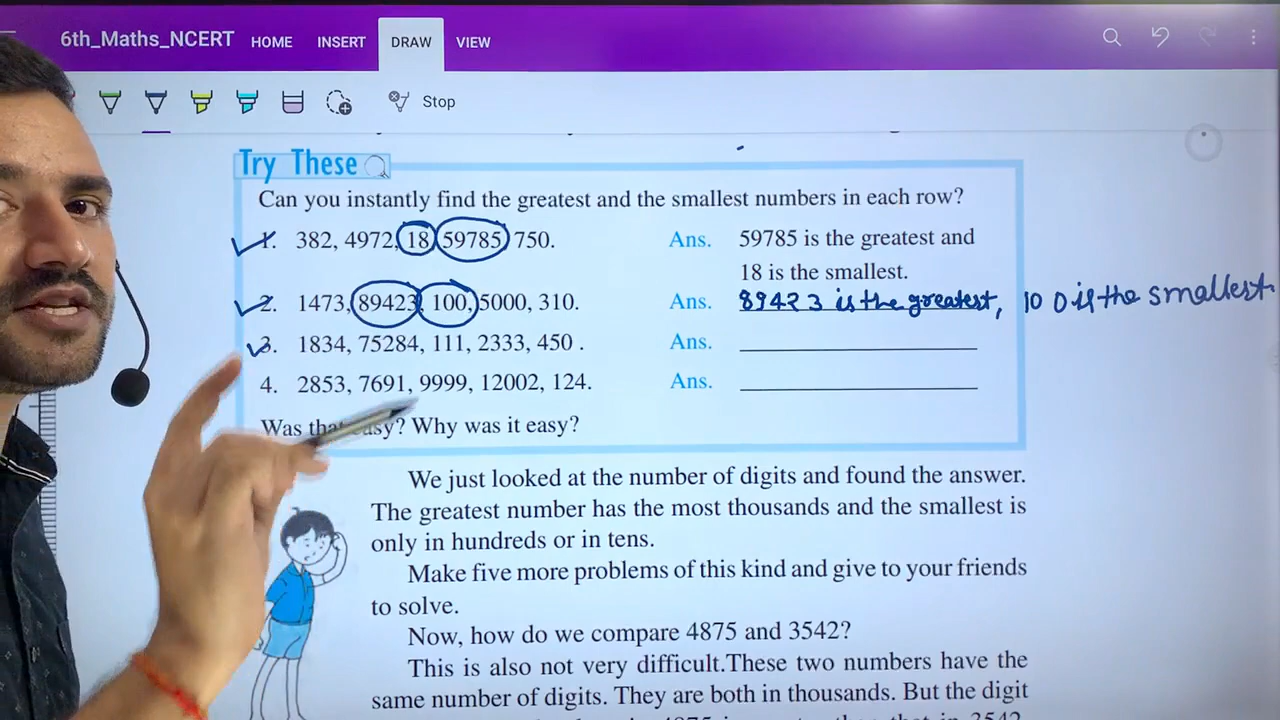 6th_Maths_NCERT HOME INSERT DRAW VIEW
Stop
Try These
Can you instantly find the greatest and the smallest numbers in each row?
1. 382, 4972, 18, 59785, 750. Ans. 59785 is the greatest and
18 is the smallest.
2. 1473, 89423, 100, 5000, 310. Ans. 89423 is the greatest, 100 is the smallest.
3. 1834, 75284, 111, 2333, 450 . Ans.
4. 2853, 7691, 9999, 12002, 124. Ans.
Was that easy? Why was it easy?
We just looked at the number of digits and found the answer.
The greatest number has the most thousands and the smallest is
only in hundreds or in tens.
Make five more problems of this kind and give to your friends
to solve.
Now, how do we compare 4875 and 3542?
This is also not very difficult.These two numbers have the
same number of digits. They are both in thousands. But the digit